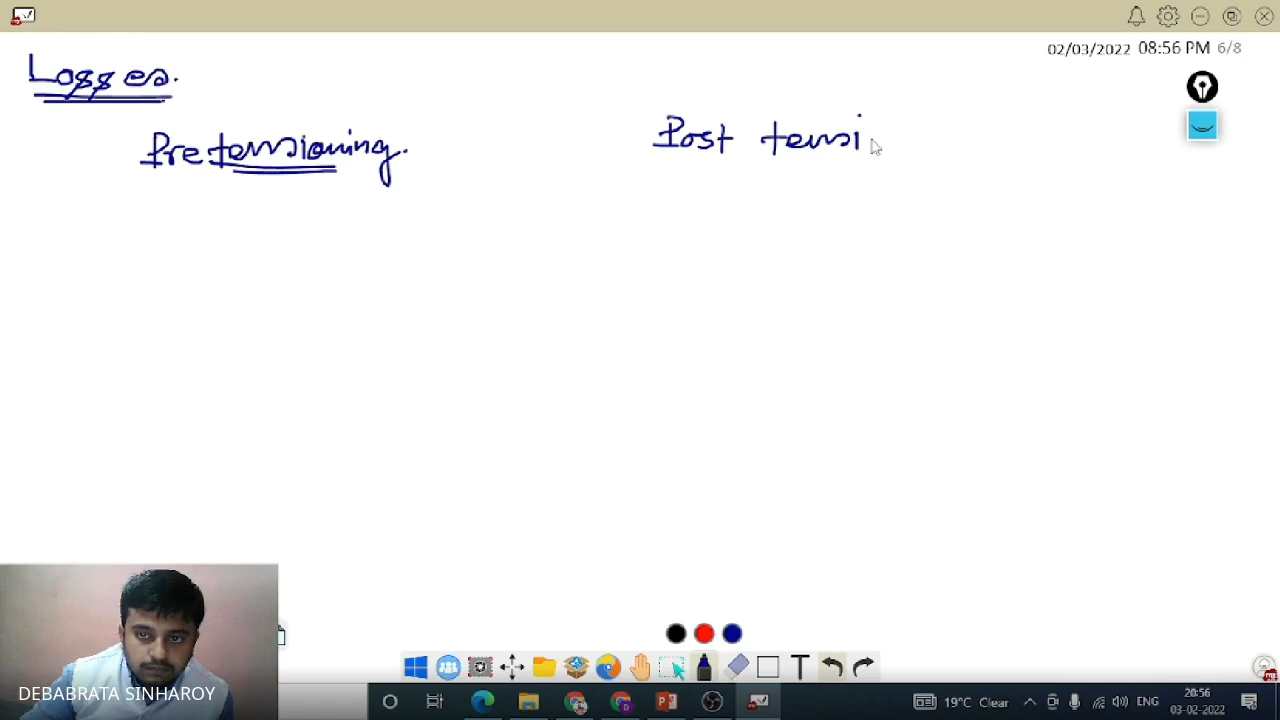 02/03/2022 08:56 PM 6/8
Losses.
Pretensioning.
Post tensi
DEBABRATA SINHAROY
T
19°C Clear
ENG
20:56
03-02-2022